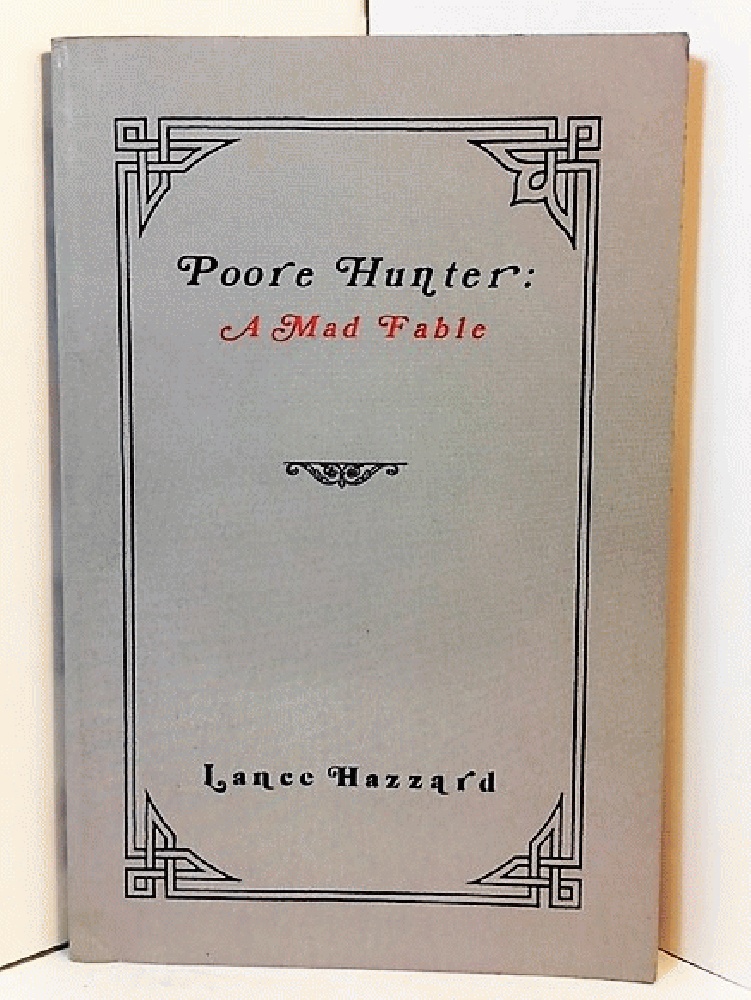 Poore Hunter:
A Mad Fable
Lance Hazzard